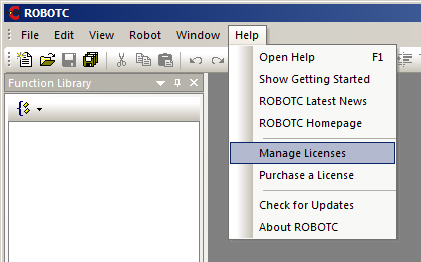 ROBOTC
File Edit View Robot Window Help
Function Library
Open Help F1
Show Getting Started
ROBOTC Latest News
ROBOTC Homepage
Manage Licenses
Purchase a License
Check for Updates
About ROBOTC